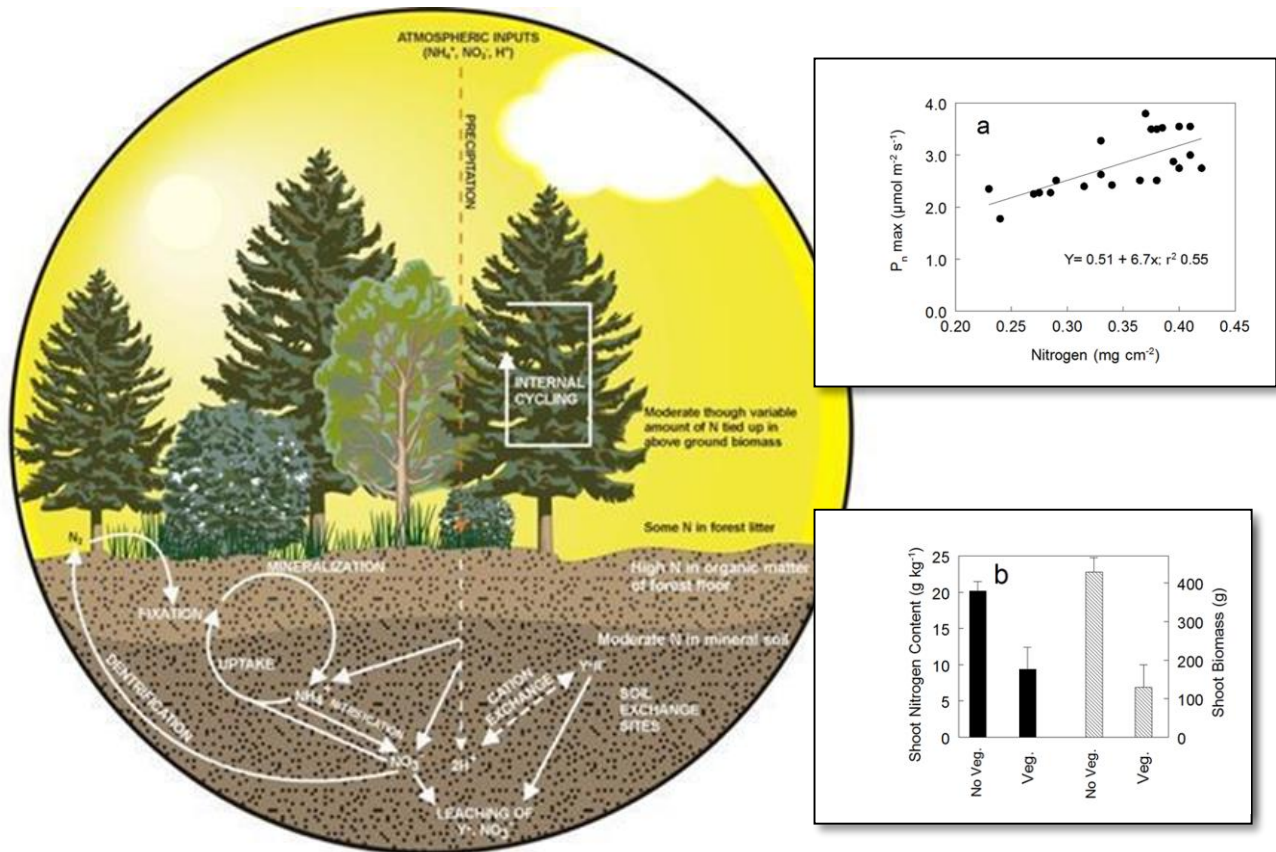 ATMOSPHERIC INPUTS
(NH₄⁺, NO₃⁻, H⁺)
PRECIPITATION
INTERNAL
CYCLING
Moderate though variable
amount of N tied up in
above ground biomass
Some N in forest litter
N₂
MINERALIZATION
High N in organic matter
of forest floor
FIXATION
Moderate N in mineral soil
UPTAKE
DENTRIFICATION
NH4⁺
NITRIFICATION
CATION
EXCHANGE
SOIL
EXCHANGE
SITES
NO₃⁻
2H⁺
LEACHING OF
Y⁺, NO₃⁻
a
Pₙ max (µmol m⁻² s⁻¹)
4.0
3.0
2.0
1.0
0.0
Y= 0.51 + 6.7x; r² 0.55
0.20 0.25 0.30 0.35 0.40 0.45
Nitrogen (mg cm⁻²)
b
Shoot Nitrogen Content (g kg⁻¹)
25
20
15
10
5
0
400
300
200
100
0
Shoot Biomass (g)
No Veg.
Veg.
No Veg.
Veg.